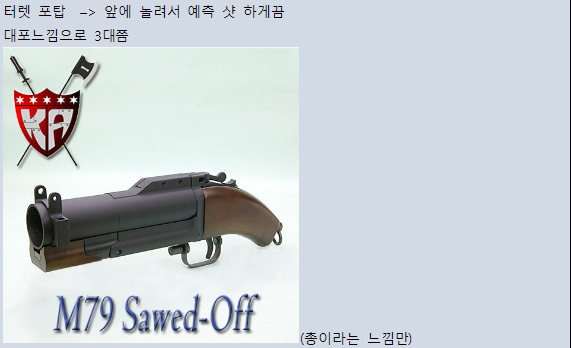 터렛 포탑 -> 앞에 눌려서 예측 샷 하게끔
대포느낌으로 3대쯤
KA
M79 Sawed-Off
(총이라는 느낌만)